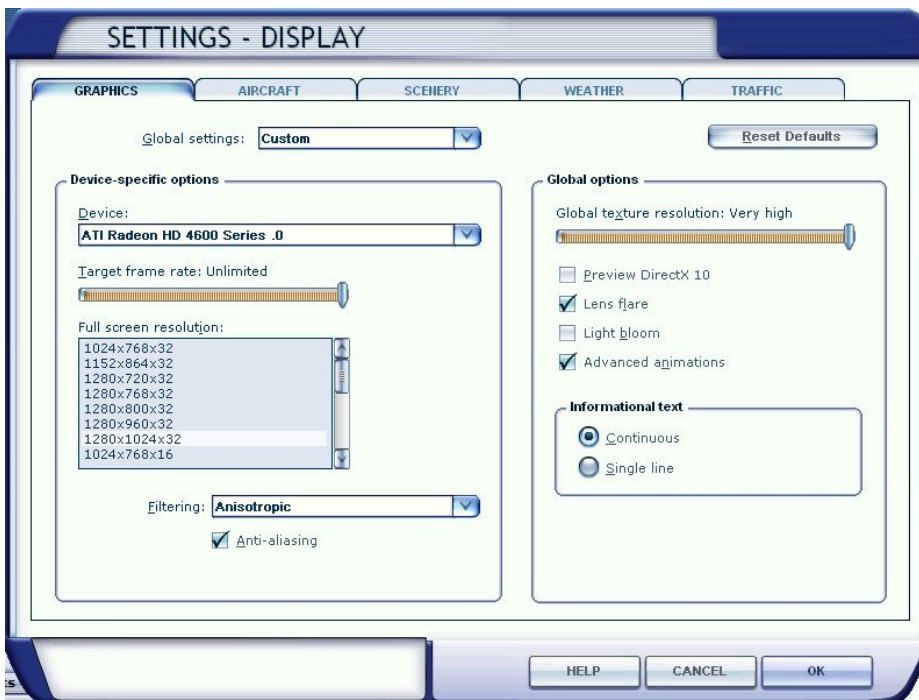 SETTINGS - DISPLAY
GRAPHICS
AIRCRAFT
SCENERY
WEATHER
TRAFFIC
Global settings: Custom
Reset Defaults
Device-specific options
Device:
ATI Radeon HD 4600 Series .0
Target frame rate: Unlimited
Full screen resolution:
1024x768x32
1152x864x32
1280x720x32
1280x768x32
1280x800x32
1280x960x32
1280x1024x32
1024x768x16
Filtering: Anisotropic
Anti-aliasing
Global options
Global texture resolution: Very high
Preview DirectX 10
Lens flare
Light bloom
Advanced animations
Informational text
Continuous
Single line
HELP
CANCEL
OK